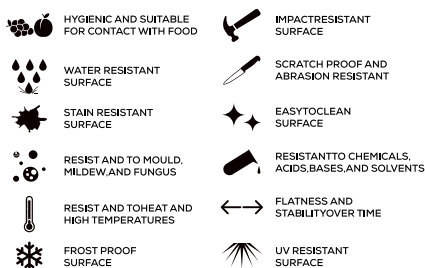 HYGIENIC AND SUITABLE
FOR CONTACT WITH FOOD
WATER RESISTANT
SURFACE
STAIN RESISTANT
SURFACE
RESIST AND TO MOULD,
MILDEW,AND FUNGUS
RESIST AND TOHEAT AND
HIGH TEMPERATURES
FROST PROOF
SURFACE
IMPACTRESISTANT
SURFACE
SCRATCH PROOF AND
ABRASION RESISTANT
EASYTOCLEAN
SURFACE
RESISTANTTO CHEMICALS,
ACIDS,BASES,AND SOLVENTS
FLATNESS AND
STABILITYOVER TIME
UV RESISTANT
SURFACE